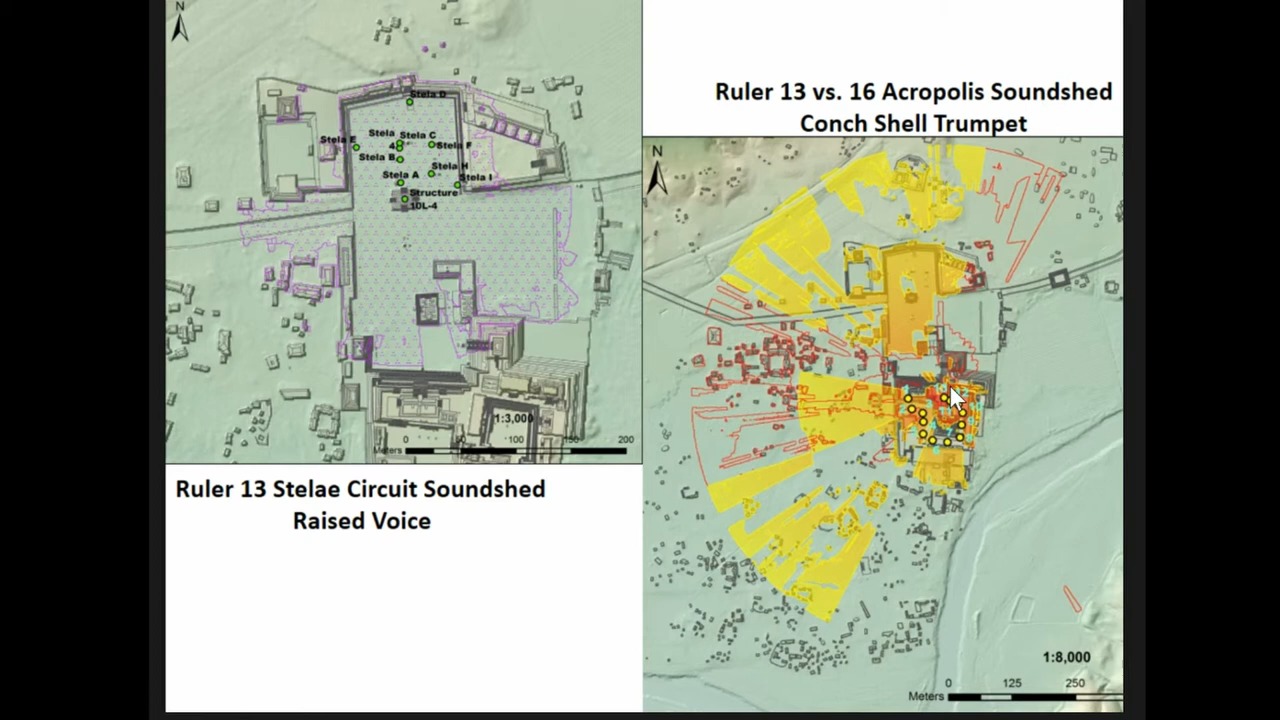 N
Stela D
Stela E
Stela
4
Stela C
Stela F
Stela B
Stela H
Stela A
Stela I
Structure
10L-4
1:3,000
0
100
150
200
Meters
Ruler 13 Stelae Circuit Soundshed
Raised Voice
Ruler 13 vs. 16 Acropolis Soundshed
Conch Shell Trumpet
N
1:8,000
0 125 250
Meters